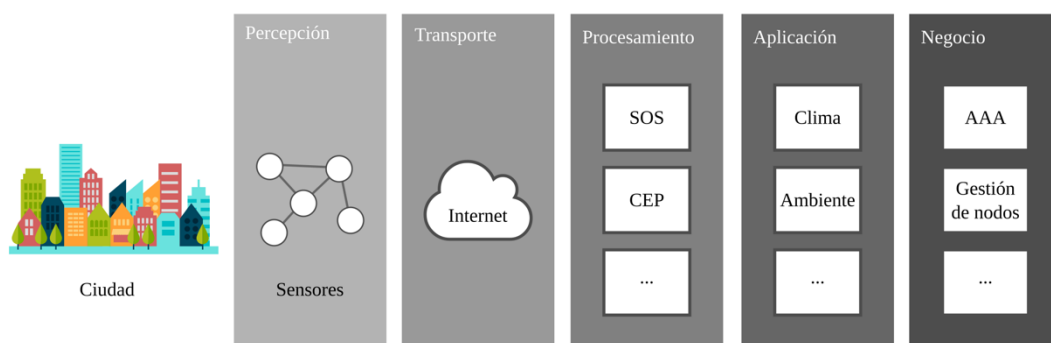 Percepción
Transporte
Procesamiento
Aplicación
Negocio
SOS
Clima
AAA
Internet
CEP
Ambiente
Gestión
de nodos
Ciudad
Sensores
...
...
...